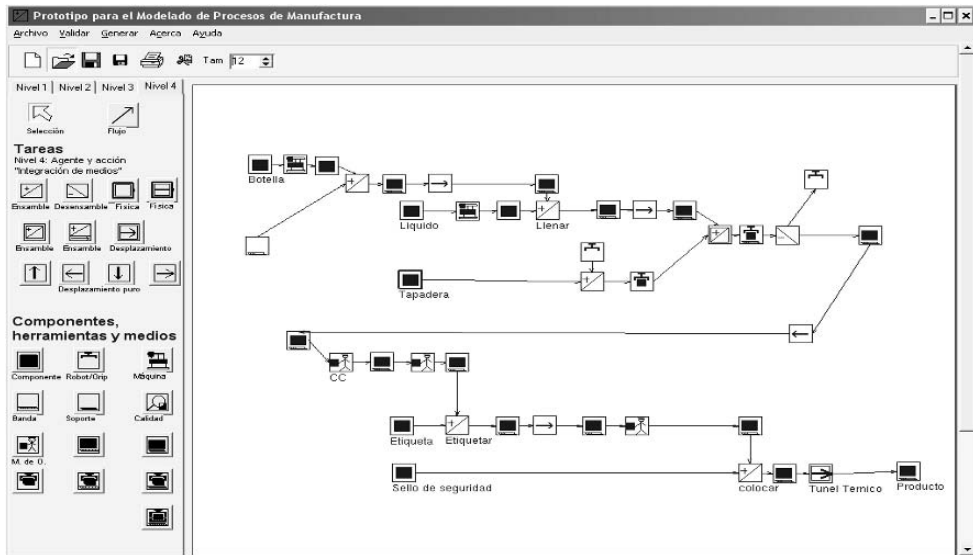 Prototipo para el Modelado de Procesos de Manufactura
Archivo Validar Generar Acerca Ayuda
Tam 12
Nivel 1 Nivel 2 Nivel 3 Nivel 4
Selección Flujo
Tareas
Nivel 4: Agente y acción
"Integración de medios"
Ensamble Desensamble Física Física
Ensamble Ensamble Desplazamiento
Desplazamiento puro
Componentes,
herramientas y medios
Componente Robot/Grip Máquina
Banda Soporte Calidad
M. de O.
Botella
Liquido Llenar
Tapadera
CC
Etiqueta Etiquetar
Sello de seguridad colocar Tunel Ternico Producto